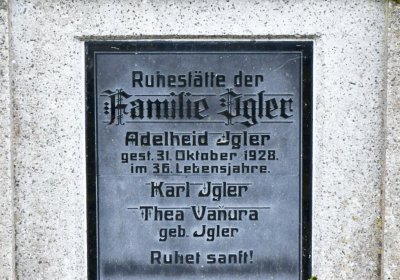 Ruhestätte der
Familie Igler
Adelheid Igler
gest. 31. Oktober 1928.
im 36. Lebensjahre.
Karl Igler
Thea Vaňura
geb. Igler
Ruhet sanft!